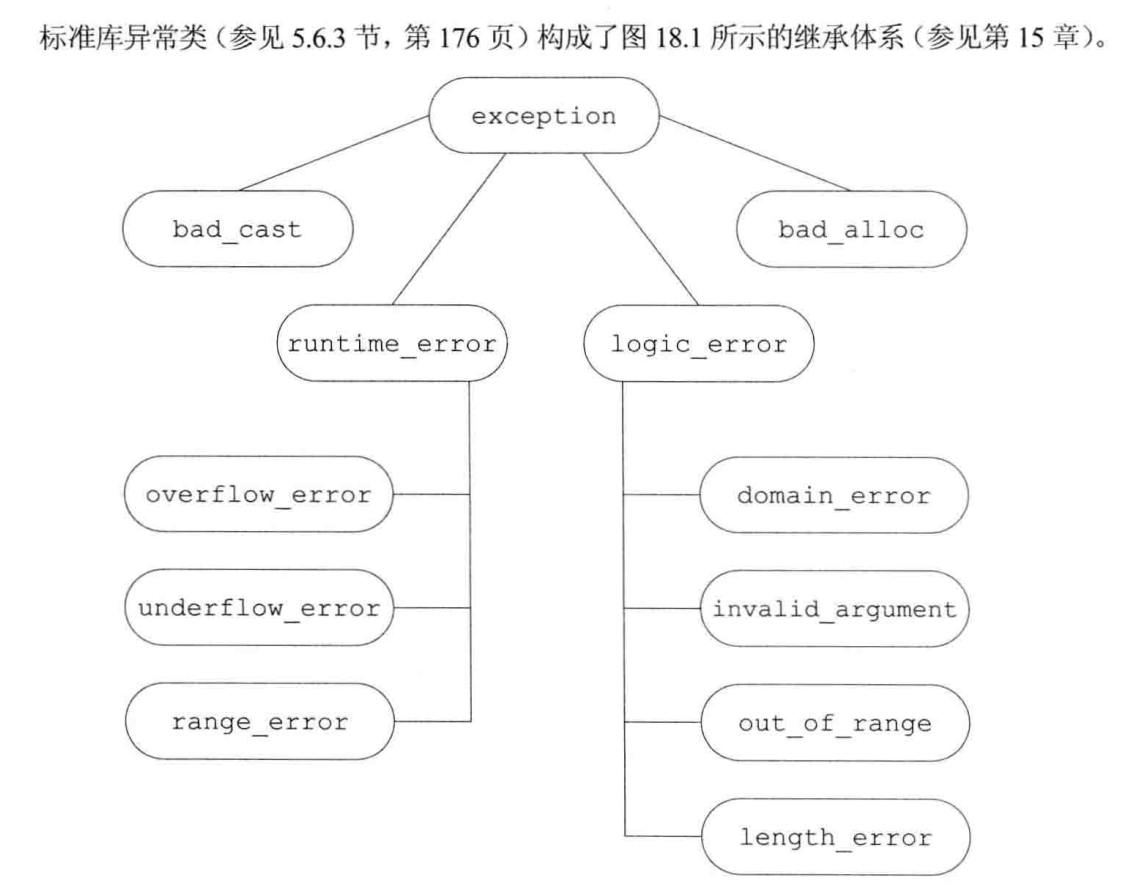 标准库异常类（参见 5.6.3 节，第 176 页）构成了图 18.1 所示的继承体系（参见第 15 章）。
exception
bad_cast
bad_alloc
runtime_error
logic_error
overflow_error
domain_error
underflow_error
invalid_argument
range_error
out_of_range
length_error